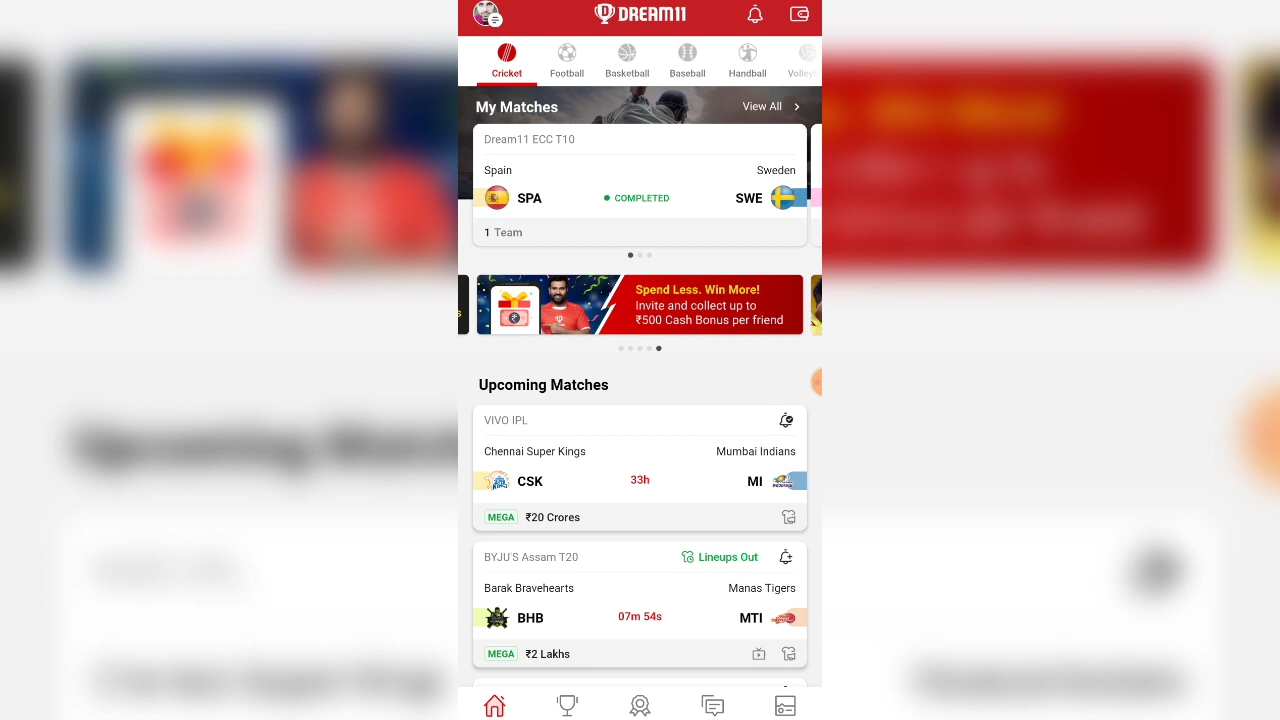 DREAM11
Cricket Football Basketball Baseball Handball
My Matches View All
Dream11 ECC T10
Spain Sweden
SPA COMPLETED SWE
1 Team
Spend Less. Win More!
Invite and collect up to
₹500 Cash Bonus per friend
Upcoming Matches
VIVO IPL
Chennai Super Kings Mumbai Indians
CSK 33h MI
MEGA ₹20 Crores
BYJU'S Assam T20 Lineups Out
Barak Bravehearts Manas Tigers
BHB 07m 54s MTI
MEGA ₹2 Lakhs